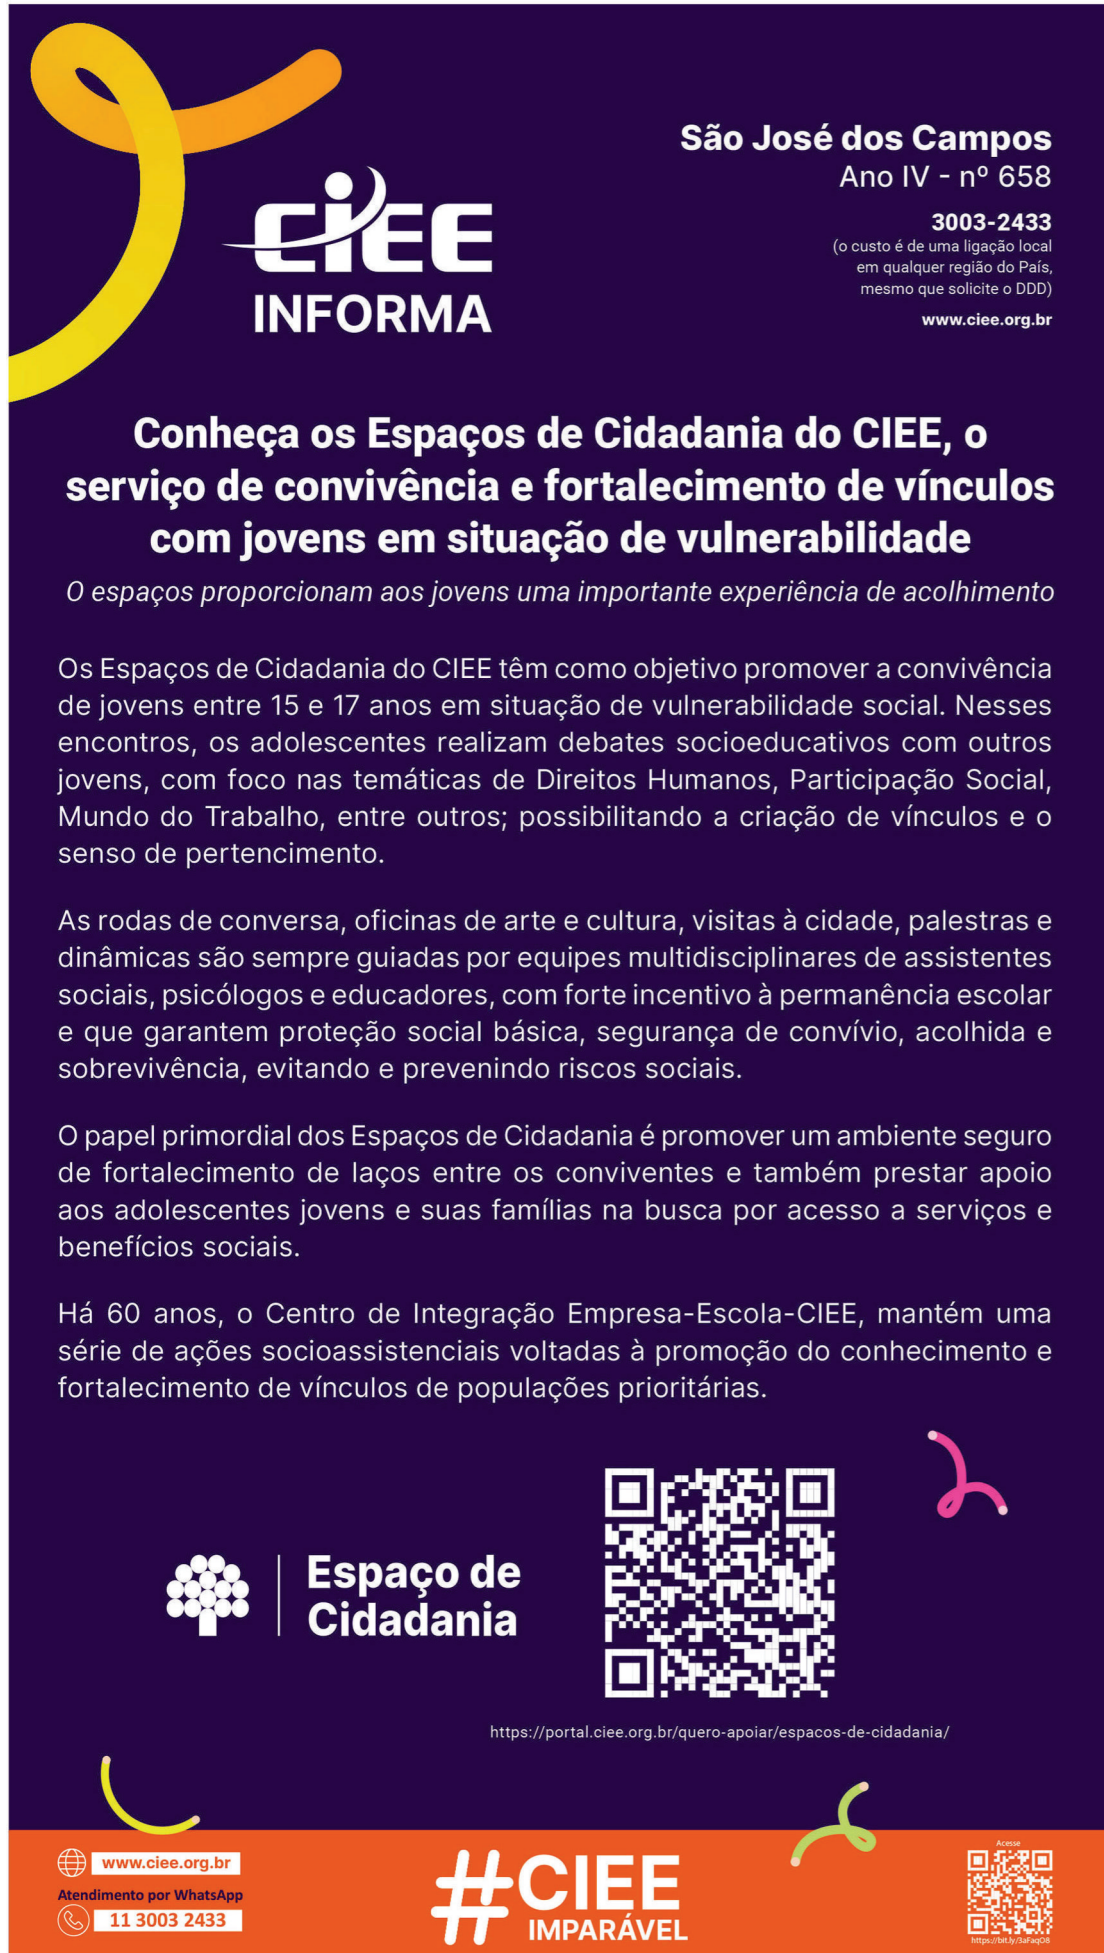 São José dos Campos
Ano IV - nº 658
3003-2433
(o custo é de uma ligação local
em qualquer região do País,
mesmo que solicite o DDD)
www.ciee.org.br
CIEE
INFORMA
Conheça os Espaços de Cidadania do CIEE, o
serviço de convivência e fortalecimento de vínculos
com jovens em situação de vulnerabilidade
O espaços proporcionam aos jovens uma importante experiência de acolhimento
Os Espaços de Cidadania do CIEE têm como objetivo promover a convivência
de jovens entre 15 e 17 anos em situação de vulnerabilidade social. Nesses
encontros, os adolescentes realizam debates socioeducativos com outros
jovens, com foco nas temáticas de Direitos Humanos, Participação Social,
Mundo do Trabalho, entre outros; possibilitando a criação de vínculos e o
senso de pertencimento.
As rodas de conversa, oficinas de arte e cultura, visitas à cidade, palestras e
dinâmicas são sempre guiadas por equipes multidisciplinares de assistentes
sociais, psicólogos e educadores, com forte incentivo à permanência escolar
e que garantem proteção social básica, segurança de convívio, acolhida e
sobrevivência, evitando e prevenindo riscos sociais.
O papel primordial dos Espaços de Cidadania é promover um ambiente seguro
de fortalecimento de laços entre os conviventes e também prestar apoio
aos adolescentes jovens e suas famílias na busca por acesso a serviços e
benefícios sociais.
Há 60 anos, o Centro de Integração Empresa-Escola-CIEE, mantém uma
série de ações socioassistenciais voltadas à promoção do conhecimento e
fortalecimento de vínculos de populações prioritárias.
Espaço de
Cidadania
https://portal.ciee.org.br/quero-apoiar/espacos-de-cidadania/
www.ciee.org.br
Atendimento por WhatsApp
11 3003 2433
#CIEE
IMPARÁVEL
Acesse
https://bit.ly/3aFaqO8